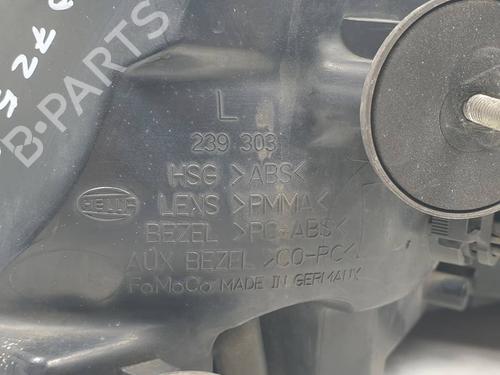 B-PARTS
L
239 303
HSG >ABS<
HELLA
LENS >PMMA<
BEZEL >PC-ABS<
AUX BEZEL >CO-PC<
FoMoCo MADE IN GERMANY